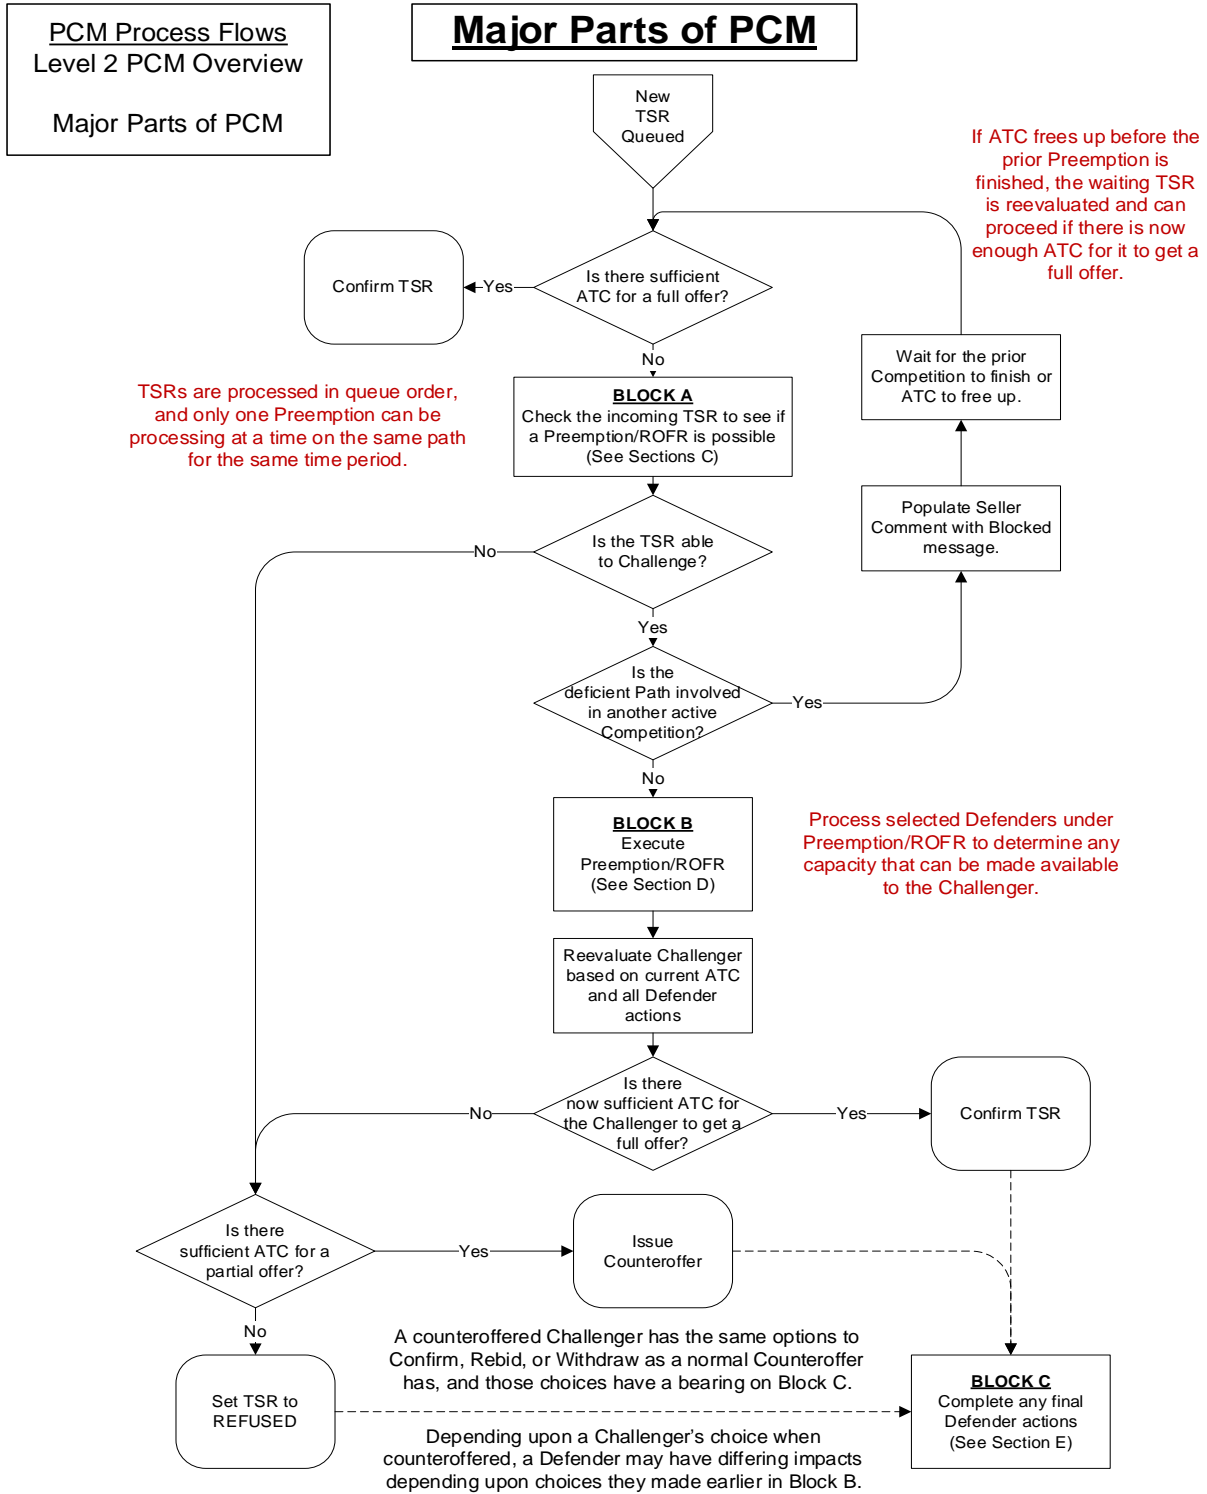 PCM Process Flows
Level 2 PCM Overview
Major Parts of PCM
Major Parts of PCM
New
TSR
Queued
If ATC frees up before the
prior Preemption is
finished, the waiting TSR
is reevaluated and can
proceed if there is now
enough ATC for it to get a
full offer.
Is there sufficient
ATC for a full offer?
Yes
Confirm TSR
No
Wait for the prior
Competition to finish or
ATC to free up.
TSRs are processed in queue order,
and only one Preemption can be
processing at a time on the same path
for the same time period.
BLOCK A
Check the incoming TSR to see if
a Preemption/ROFR is possible
(See Sections C)
Populate Seller
Comment with Blocked
message.
Is the TSR able
to Challenge?
No
Yes
Is the
deficient Path involved
in another active
Competition?
Yes
No
BLOCK B
Execute
Preemption/ROFR
(See Section D)
Process selected Defenders under
Preemption/ROFR to determine any
capacity that can be made available
to the Challenger.
Reevaluate Challenger
based on current ATC
and all Defender
actions
Is there
now sufficient ATC for
the Challenger to get a
full offer?
No
Yes
Confirm TSR
Is there
sufficient ATC for a
partial offer?
Yes
Issue
Counteroffer
No
A counteroffered Challenger has the same options to
Confirm, Rebid, or Withdraw as a normal Counteroffer
has, and those choices have a bearing on Block C.
Set TSR to
REFUSED
BLOCK C
Complete any final
Defender actions
(See Section E)
Depending upon a Challenger's choice when
counteroffered, a Defender may have differing impacts
depending upon choices they made earlier in Block B.